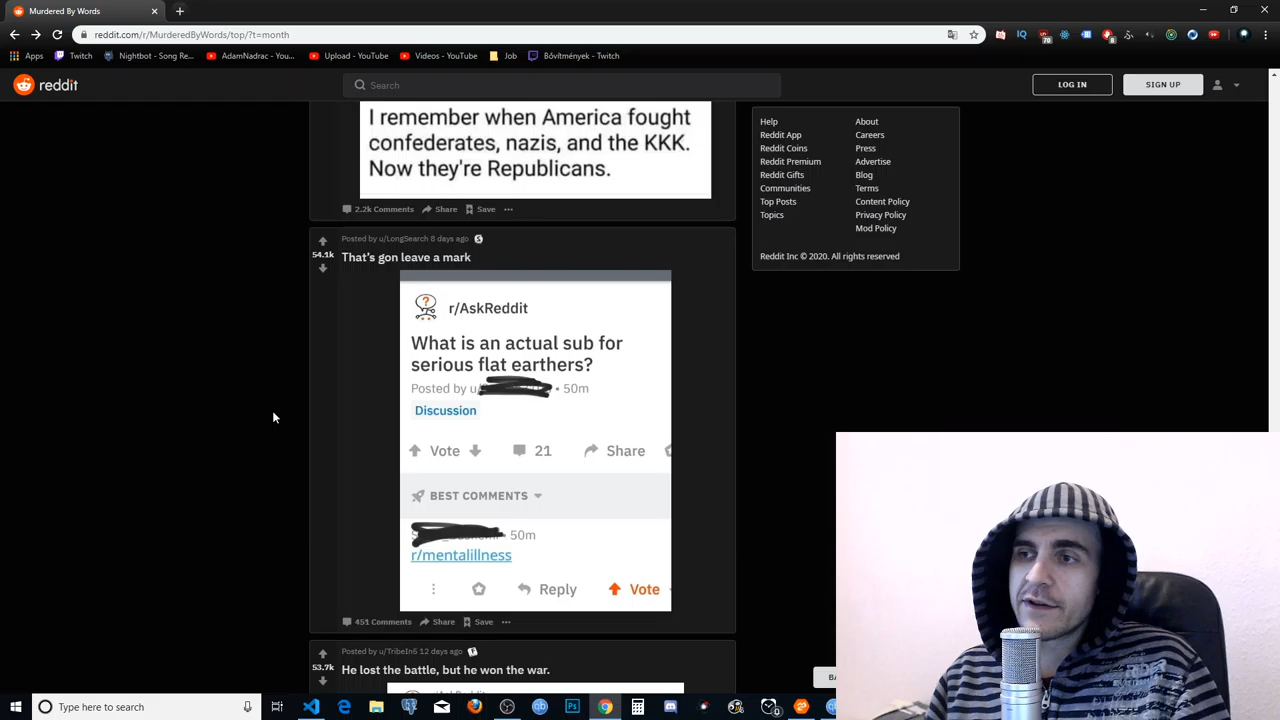 Murdered By Words
reddit.com/r/MurderedByWords/top/?t=month
Apps Twitch Nightbot - Song Re... AdamNadrac - You... Upload - YouTube Videos - YouTube Job Bővítmények - Twitch
reddit Search LOG IN SIGN UP
I remember when America fought
confederates, nazis, and the KKK.
Now they're Republicans.
2.2k Comments Share Save
Posted by u/LongSearch 8 days ago
54.1k
That's gon leave a mark
r/AskReddit
What is an actual sub for
serious flat earthers?
Posted by u/ • 50m
Discussion
Vote 21 Share
BEST COMMENTS
50m
r/mentalillness
Reply Vote
451 Comments Share Save
Posted by u/TribeIn5 12 days ago
53.7k
He lost the battle, but he won the war.
Help About
Reddit App Careers
Reddit Coins Press
Reddit Premium Advertise
Reddit Gifts Blog
Communities Terms
Top Posts Content Policy
Topics Privacy Policy
Mod Policy
Reddit Inc © 2020. All rights reserved
Type here to search